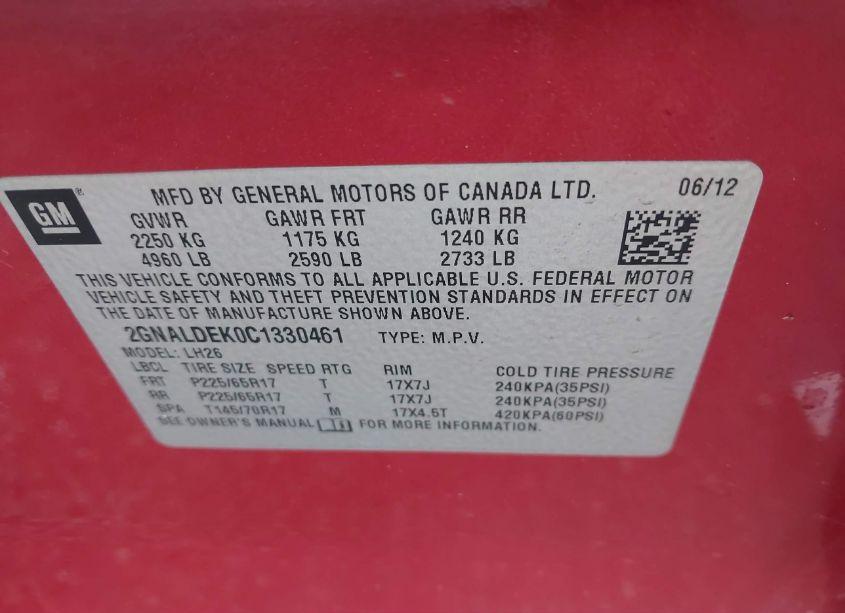 GM
MFD BY GENERAL MOTORS OF CANADA LTD. 06/12
GVWR GAWR FRT GAWR RR
2250 KG 1175 KG 1240 KG
4960 LB 2590 LB 2733 LB
THIS VEHICLE CONFORMS TO ALL APPLICABLE U.S. FEDERAL MOTOR
VEHICLE SAFETY AND THEFT PREVENTION STANDARDS IN EFFECT ON
THE DATE OF MANUFACTURE SHOWN ABOVE.
2GNALDEK0C1330461 TYPE: M.P.V.
MODEL: LH26
LBCL TIRE SIZE SPEED RTG RIM COLD TIRE PRESSURE
FRT P225/65R17 T 17X7J 240KPA(35PSI)
RR P225/65R17 T 17X7J 240KPA(35PSI)
SPA T145/70R17 M 17X4.5T 420KPA(60PSI)
SEE OWNER'S MANUAL FOR MORE INFORMATION.